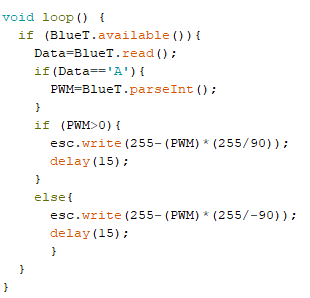 void loop() {
  if (BlueT.available()){
    Data=BlueT.read();
    if(Data=='A'){
      PWM=BlueT.parseInt();
    }
    if (PWM>0){
      esc.write(255-(PWM)*(255/90));
      delay(15);
    }
    else{
      esc.write(255-(PWM)*(255/-90));
      delay(15);
      }
  }
}